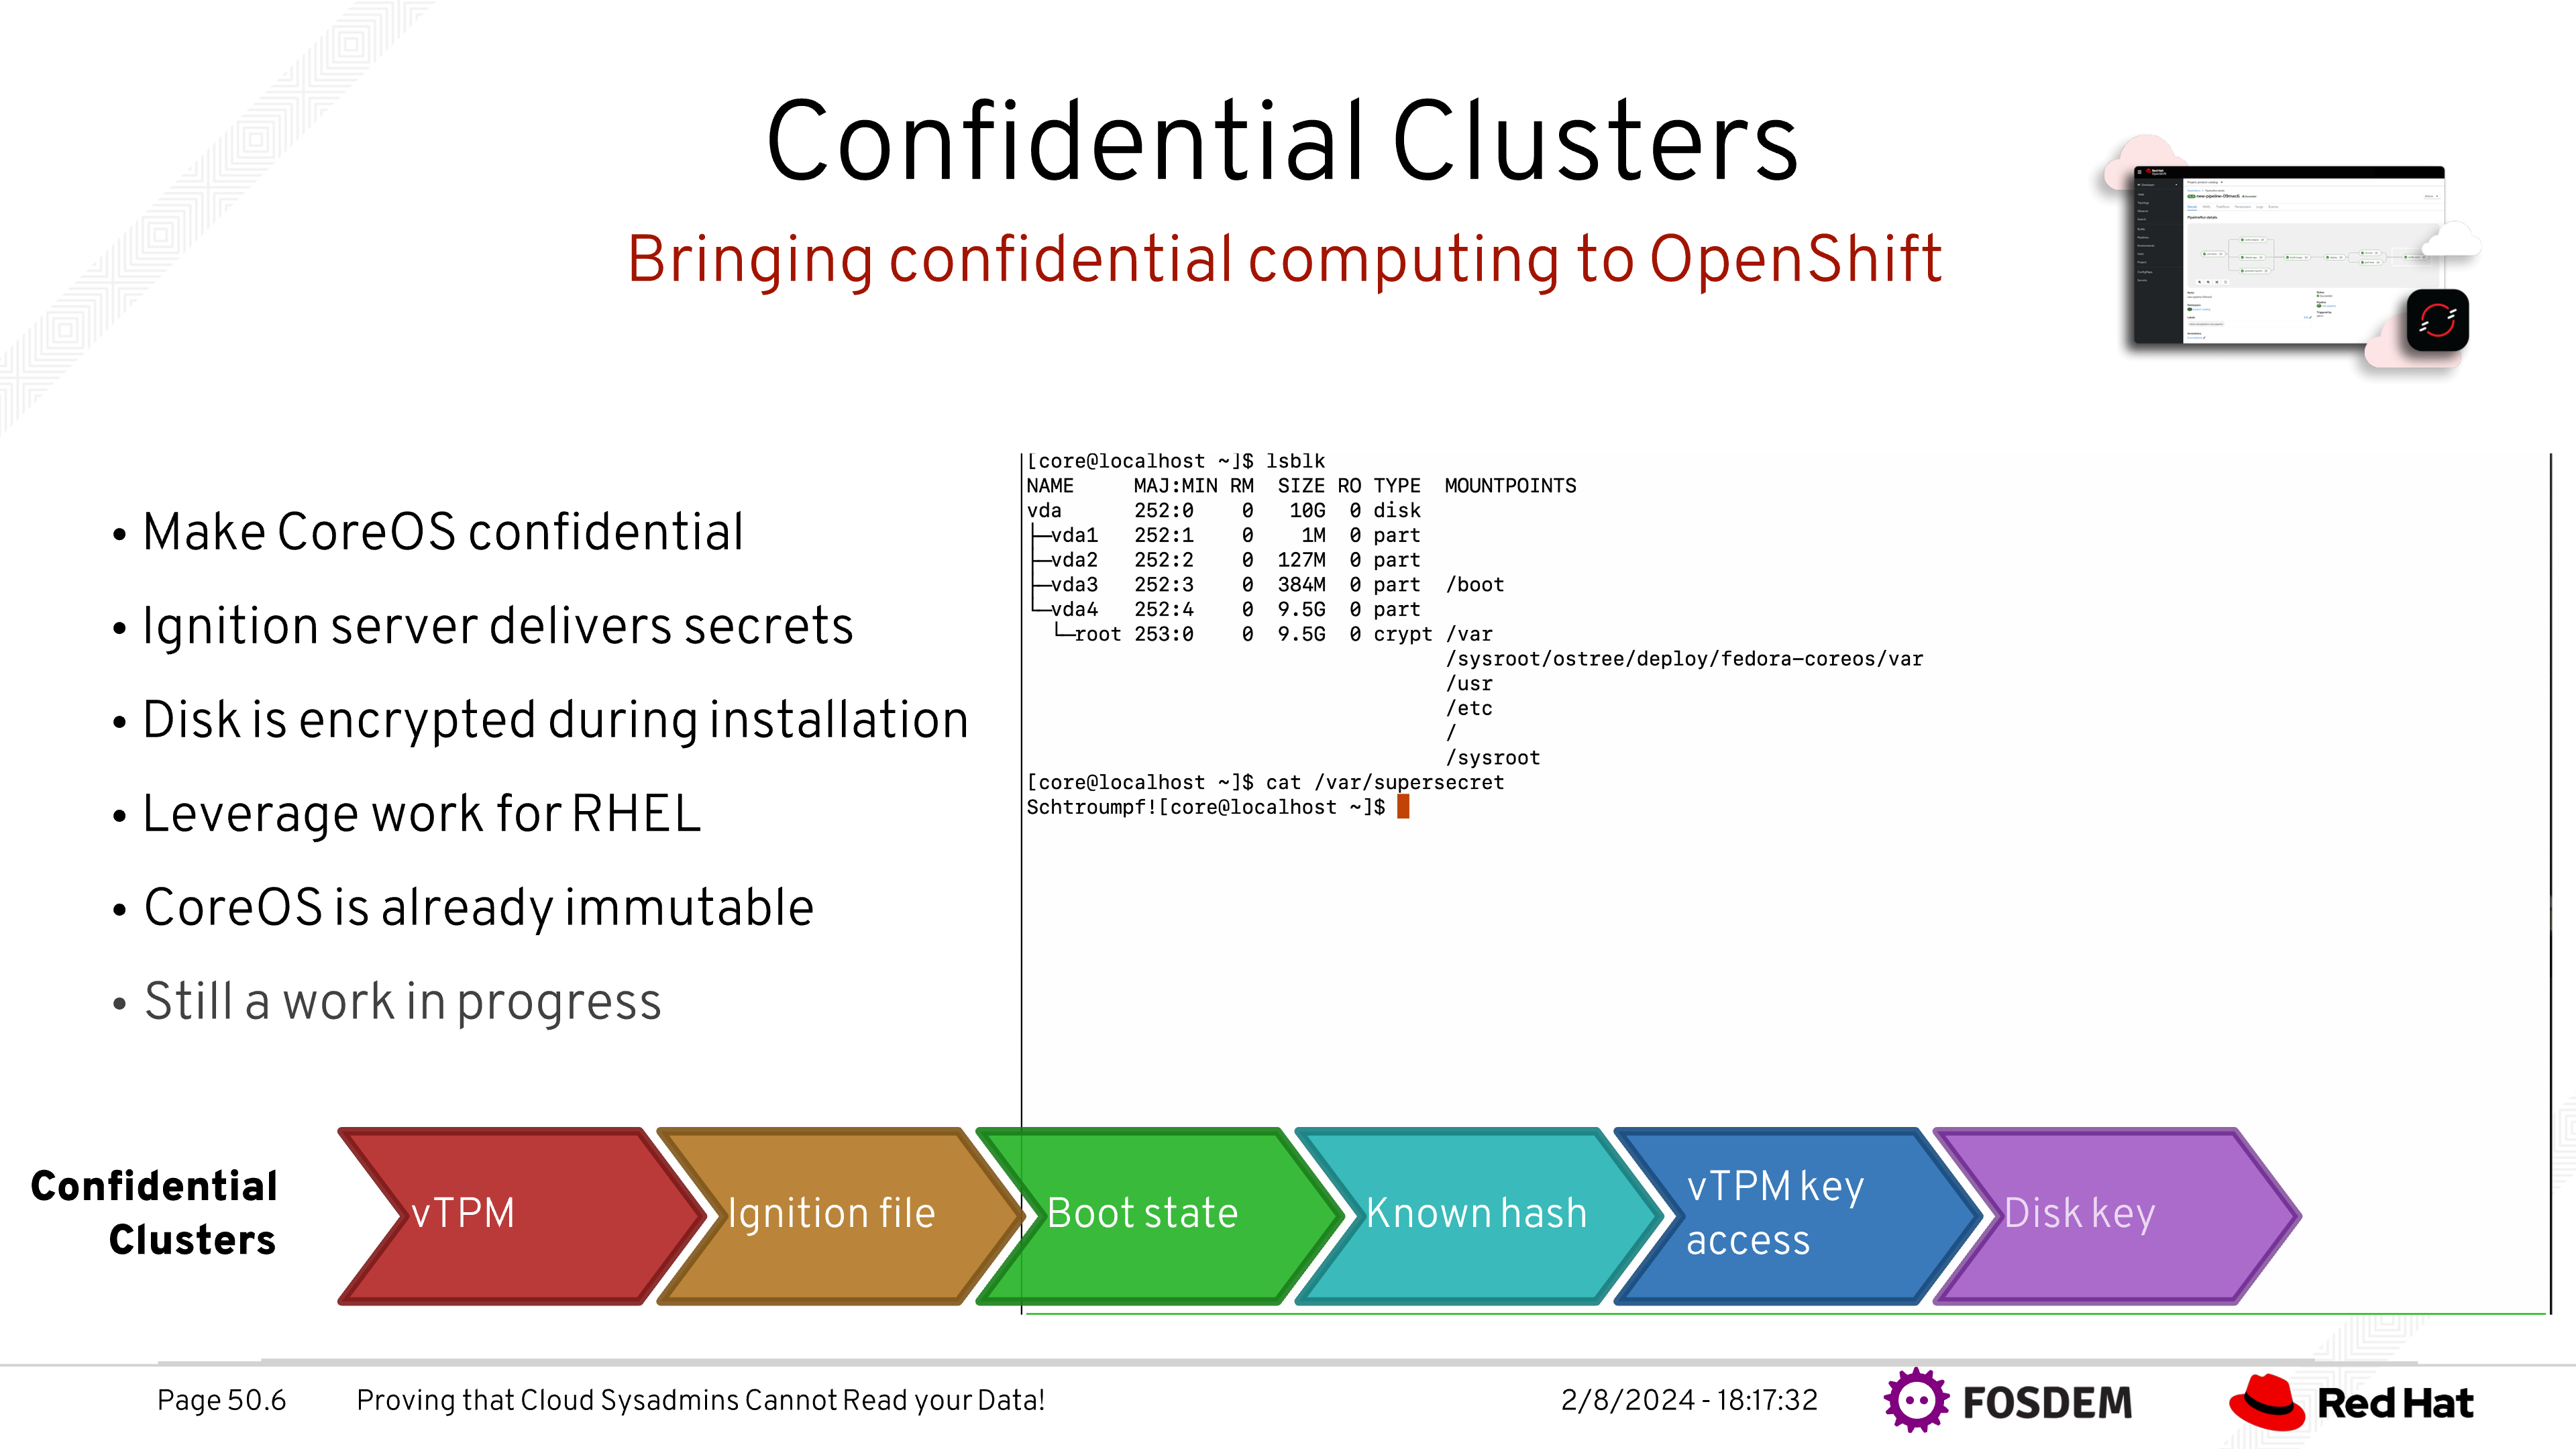 Confidential Clusters
Bringing confidential computing to OpenShift
• Make CoreOS confidential
• Ignition server delivers secrets
• Disk is encrypted during installation
• Leverage work for RHEL
• CoreOS is already immutable
• Still a work in progress
[core@localhost ~]$ lsblk
NAME MAJ:MIN RM SIZE RO TYPE MOUNTPOINTS
vda 252:0 0 10G 0 disk
├─vda1 252:1 0 1M 0 part
├─vda2 252:2 0 127M 0 part
├─vda3 252:3 0 384M 0 part /boot
└─vda4 252:4 0 9.5G 0 part
└─root 253:0 0 9.5G 0 crypt /var
/sysroot/ostree/deploy/fedora-coreos/var
/usr
/etc
/
/sysroot
[core@localhost ~]$ cat /var/supersecret
Schtroumpf![core@localhost ~]$
Confidential
Clusters
vTPM
Ignition file
Boot state
Known hash
vTPM key
access
Disk key
Page 50.6
Proving that Cloud Sysadmins Cannot Read your Data!
2/8/2024 - 18:17:32
FOSDEM
Red Hat